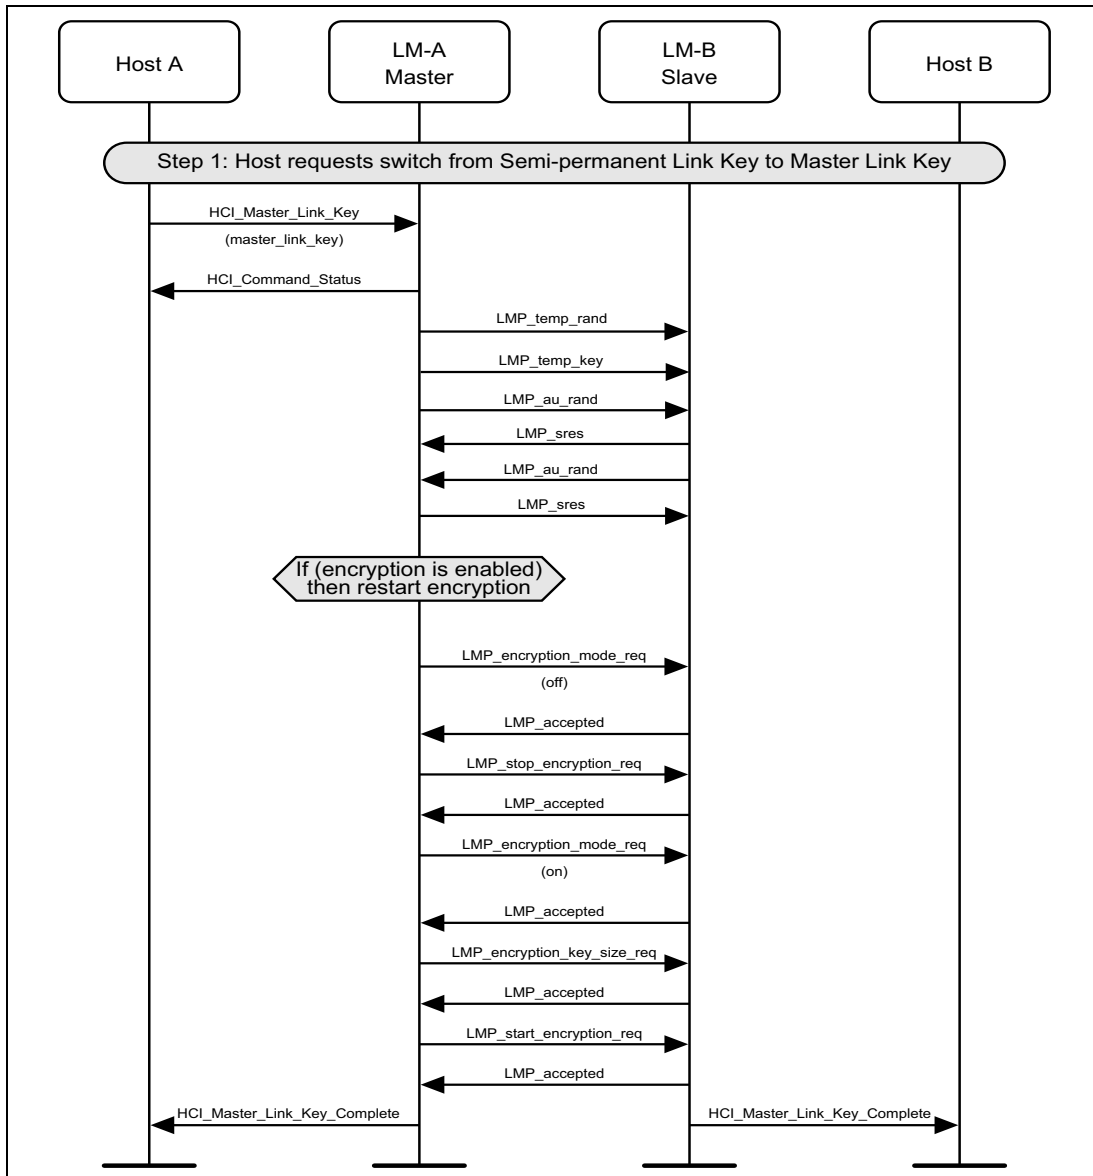 Host A
LM-A
Master
LM-B
Slave
Host B
Step 1: Host requests switch from Semi-permanent Link Key to Master Link Key
HCI_Master_Link_Key
(master_link_key)
HCI_Command_Status
LMP_temp_rand
LMP_temp_key
LMP_au_rand
LMP_sres
LMP_au_rand
LMP_sres
If (encryption is enabled)
then restart encryption
LMP_encryption_mode_req
(off)
LMP_accepted
LMP_stop_encryption_req
LMP_accepted
LMP_encryption_mode_req
(on)
LMP_accepted
LMP_encryption_key_size_req
LMP_accepted
LMP_start_encryption_req
LMP_accepted
HCI_Master_Link_Key_Complete
HCI_Master_Link_Key_Complete